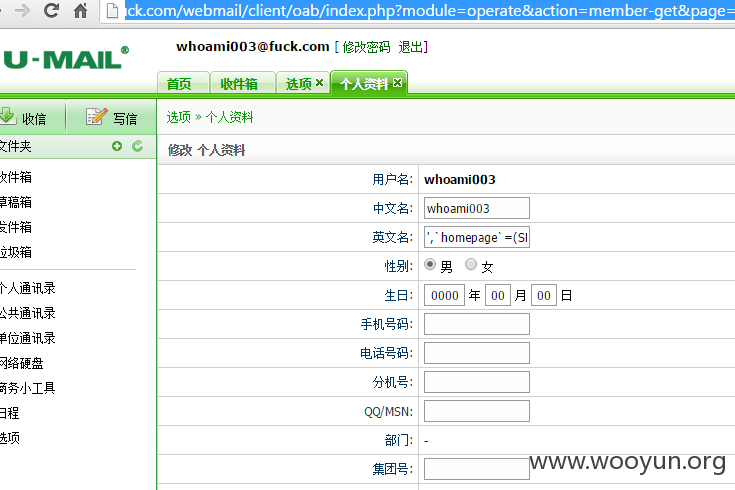 uck.com/webmail/client/oab/index.php?module=operate&action=member-get&page=
U-MAIL®
whoami003@fuck.com [ 修改密码 退出]
首页 收件箱 选项 个人资料
收信 写信
选项 » 个人资料
文件夹
修改 个人资料
收件箱
草稿箱
发件箱
垃圾箱
个人通讯录
公共通讯录
单位通讯录
网络硬盘
商务小工具
日程
选项
用户名: whoami003
中文名: whoami003
英文名: ',`homepage`=(SI
性别: 男 女
生日: 0000 年 00 月 00 日
手机号码:
电话号码:
分机号:
QQ/MSN:
部门: -
集团号:
www.wooyun.org